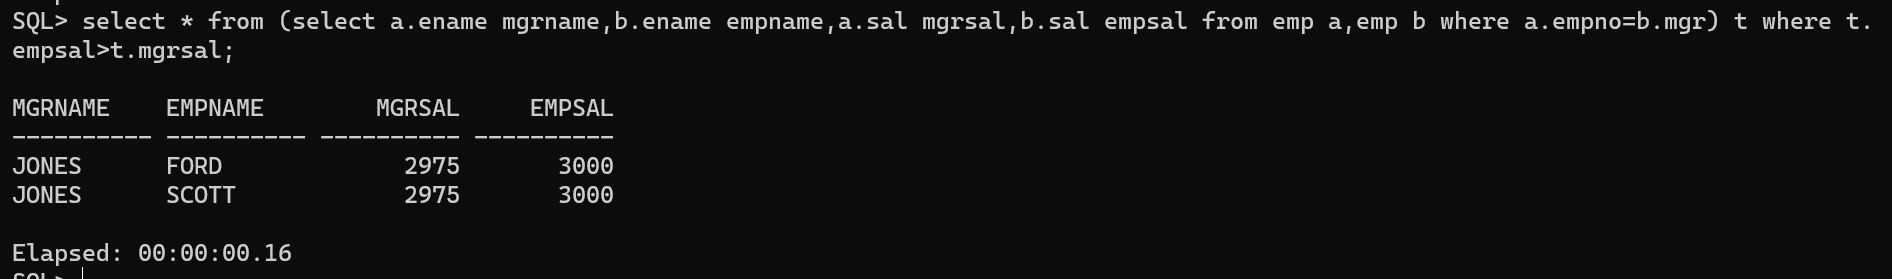 SQL> select * from (select a.ename mgrname,b.ename empname,a.sal mgrsal,b.sal empsal from emp a,emp b where a.empno=b.mgr) t where t.
empsal>t.mgrsal;
MGRNAME    EMPNAME        MGRSAL     EMPSAL
---------- ---------- ---------- ----------
JONES      FORD             2975       3000
JONES      SCOTT            2975       3000
Elapsed: 00:00:00.16
SQL>